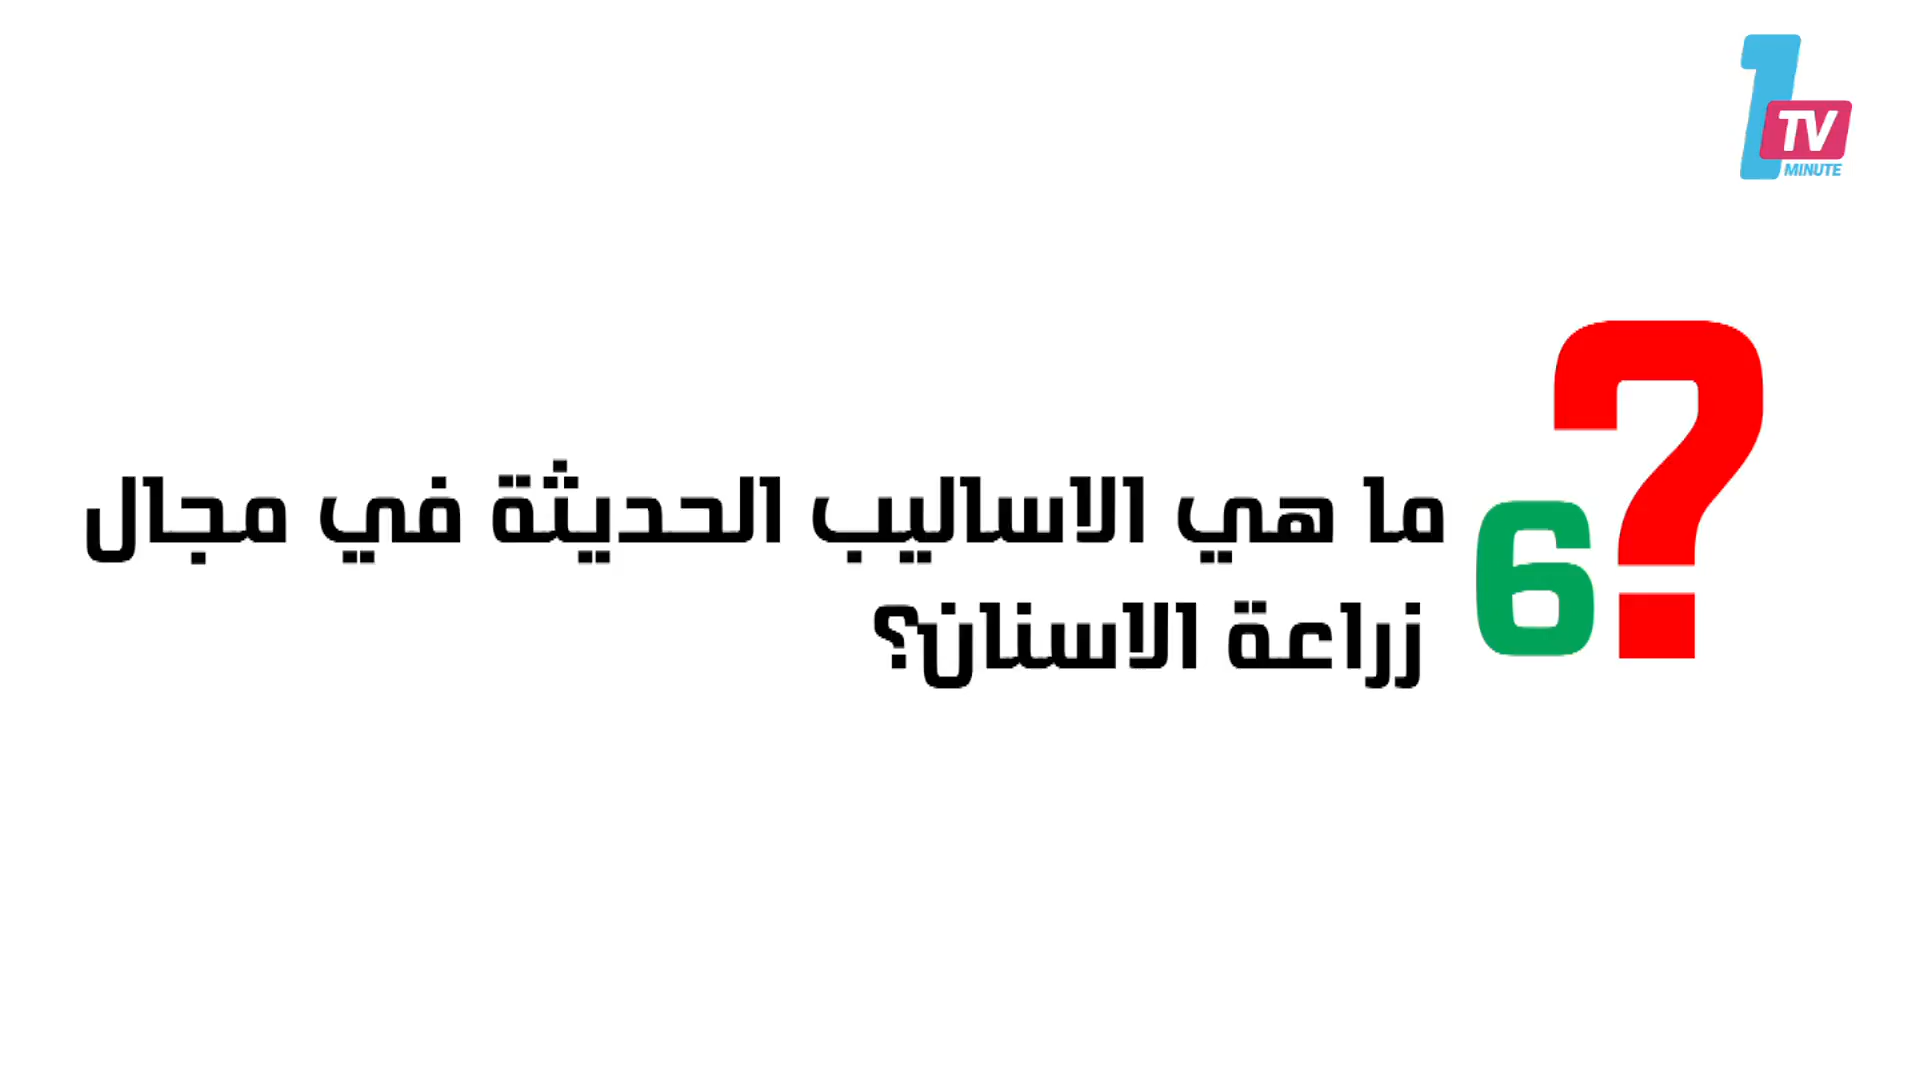 1
TV
MINUTE
?
6
ما هي الاساليب الحديثة في مجال
زراعة الاسنان؟